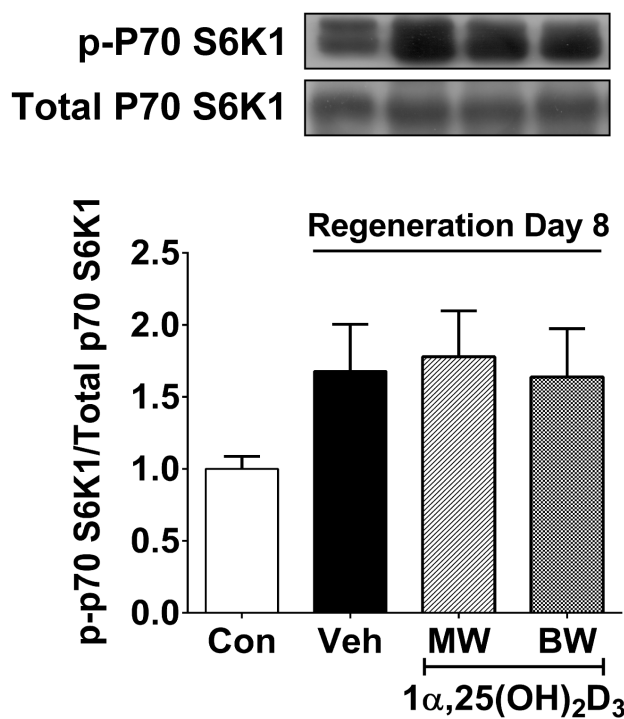 p-P70 S6K1
Total P70 S6K1
Regeneration Day 8
p-p70 S6K1/Total p70 S6K1
2.5
2.0
1.5
1.0
0.5
0.0
Con Veh MW BW
1α,25(OH)₂D₃